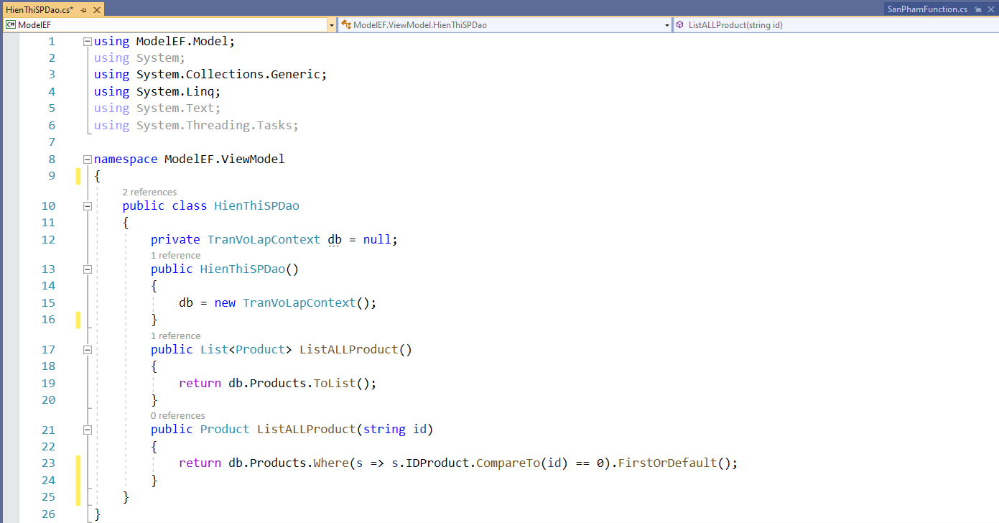 HienThiSPDao.cs*
SanPhamFunction.cs
C# ModelEF
ModelEF.ViewModel.HienThiSPDao
ListALLProduct(string id)
1 using ModelEF.Model;
2 using System;
3 using System.Collections.Generic;
4 using System.Linq;
5 using System.Text;
6 using System.Threading.Tasks;
7
8 namespace ModelEF.ViewModel
9 {
2 references
10 public class HienThiSPDao
11 {
12 private TranVoLapContext db = null;
1 reference
13 public HienThiSPDao()
14 {
15 db = new TranVoLapContext();
16 }
1 reference
17 public List<Product> ListALLProduct()
18 {
19 return db.Products.ToList();
20 }
0 references
21 public Product ListALLProduct(string id)
22 {
23 return db.Products.Where(s => s.IDProduct.CompareTo(id) == 0).FirstOrDefault();
24 }
25 }
26 }